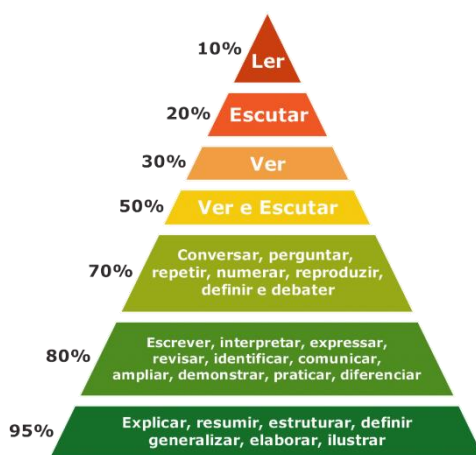 10%
Ler
20%
Escutar
30%
Ver
50%
Ver e Escutar
70%
Conversar, perguntar,
repetir, numerar, reproduzir,
definir e debater
80%
Escrever, interpretar, expressar,
revisar, identificar, comunicar,
ampliar, demonstrar, praticar, diferenciar
95%
Explicar, resumir, estruturar, definir
generalizar, elaborar, ilustrar